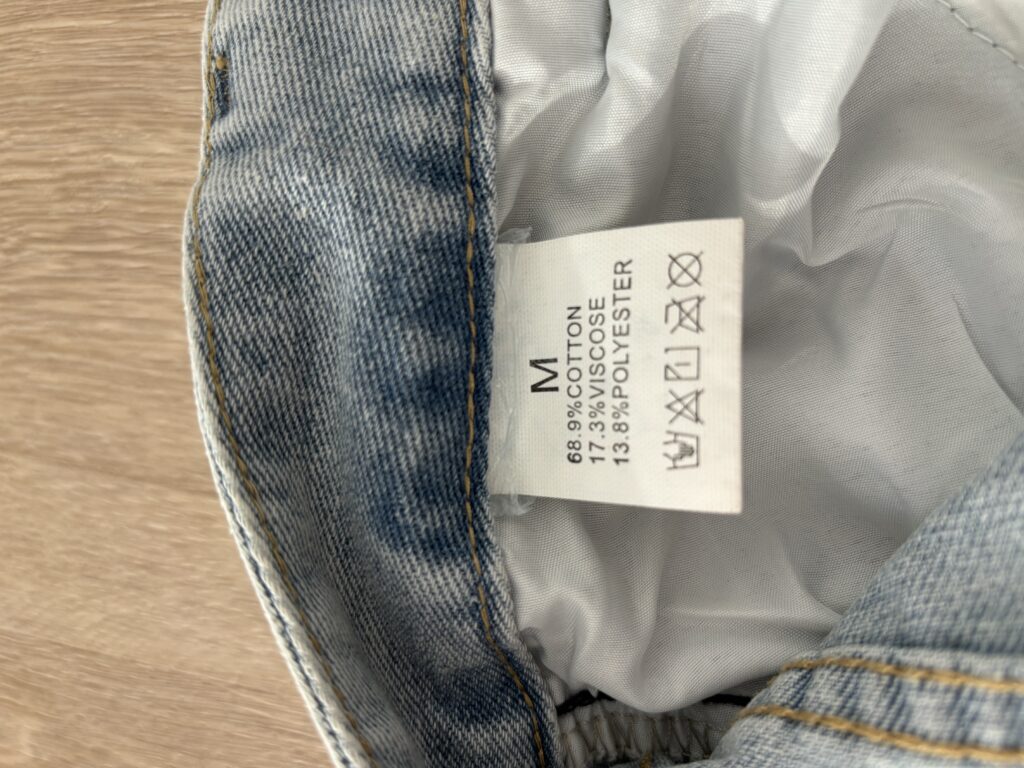 M
68.9%COTTON
17.3%VISCOSE
13.8%POLYESTER